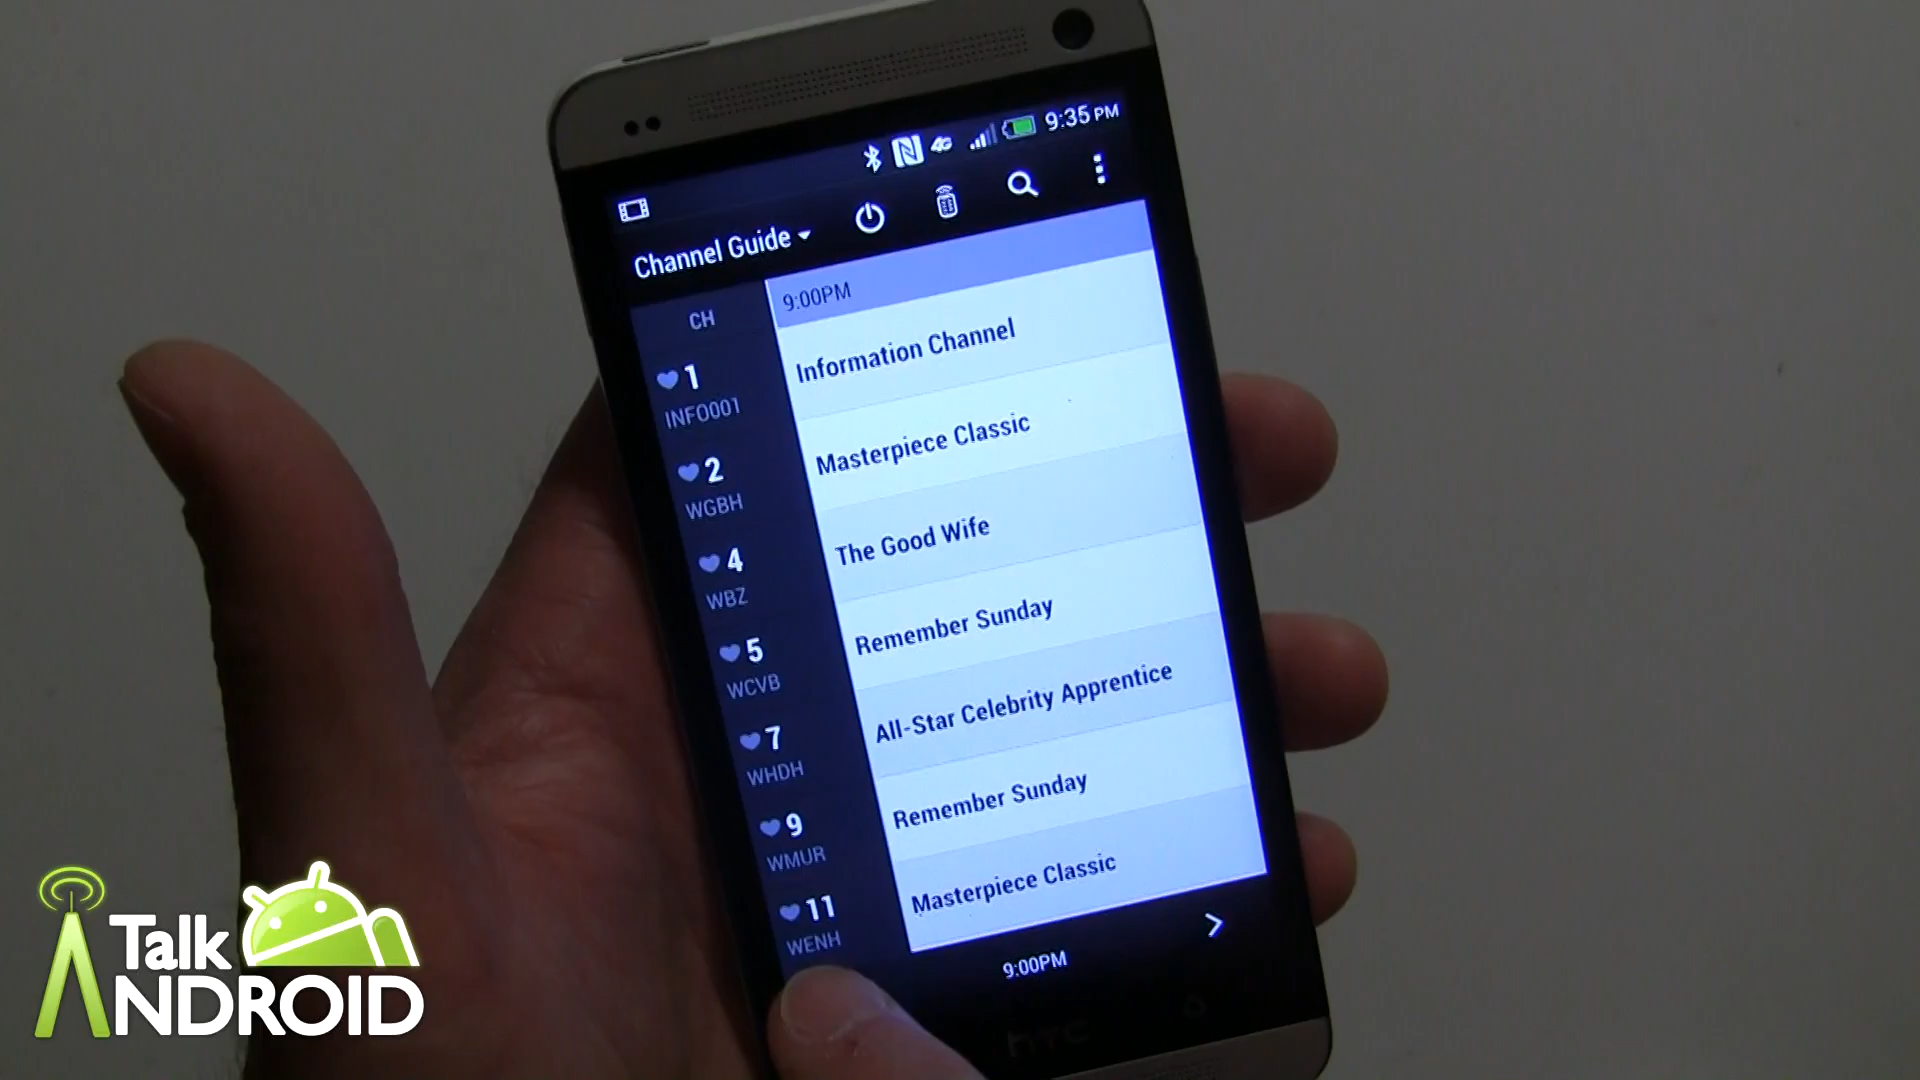 9:35 PM
4G
Channel Guide
CH
9:00PM
1
INFO001
Information Channel
2
WGBH
Masterpiece Classic
4
WBZ
The Good Wife
5
WCVB
Remember Sunday
7
WHDH
All-Star Celebrity Apprentice
9
WMUR
Remember Sunday
11
WENH
Masterpiece Classic
9:00PM
hTC
Talk
ANDROID